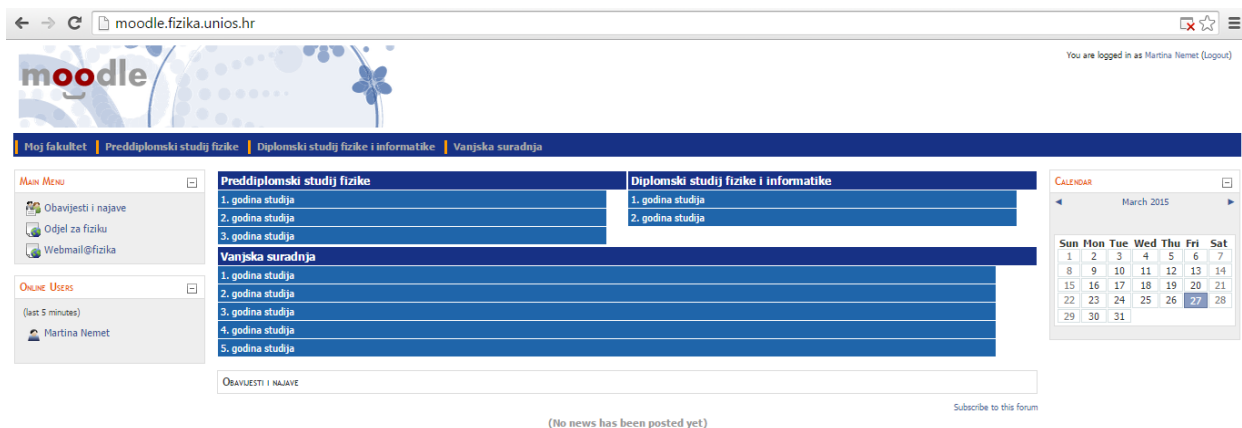 moodle.fizika.unios.hr
moodle
You are logged in as Martina Nemet (Logout)
Moj fakultet Preddiplomski studij fizike Diplomski studij fizike i informatike Vanjska suradnja
Main Menu
Obavijesti i najave
Odjel za fiziku
Webmail@fizika
Online Users
(last 5 minutes)
Martina Nemet
Preddiplomski studij fizike
1. godina studija
2. godina studija
3. godina studija
Diplomski studij fizike i informatike
1. godina studija
2. godina studija
Vanjska suradnja
1. godina studija
2. godina studija
3. godina studija
4. godina studija
5. godina studija
Obavijesti i najave
Subscribe to this forum
(No news has been posted yet)
Calendar
◄ March 2015 ►
Sun Mon Tue Wed Thu Fri Sat
1 2 3 4 5 6 7
8 9 10 11 12 13 14
15 16 17 18 19 20 21
22 23 24 25 26 27 28
29 30 31